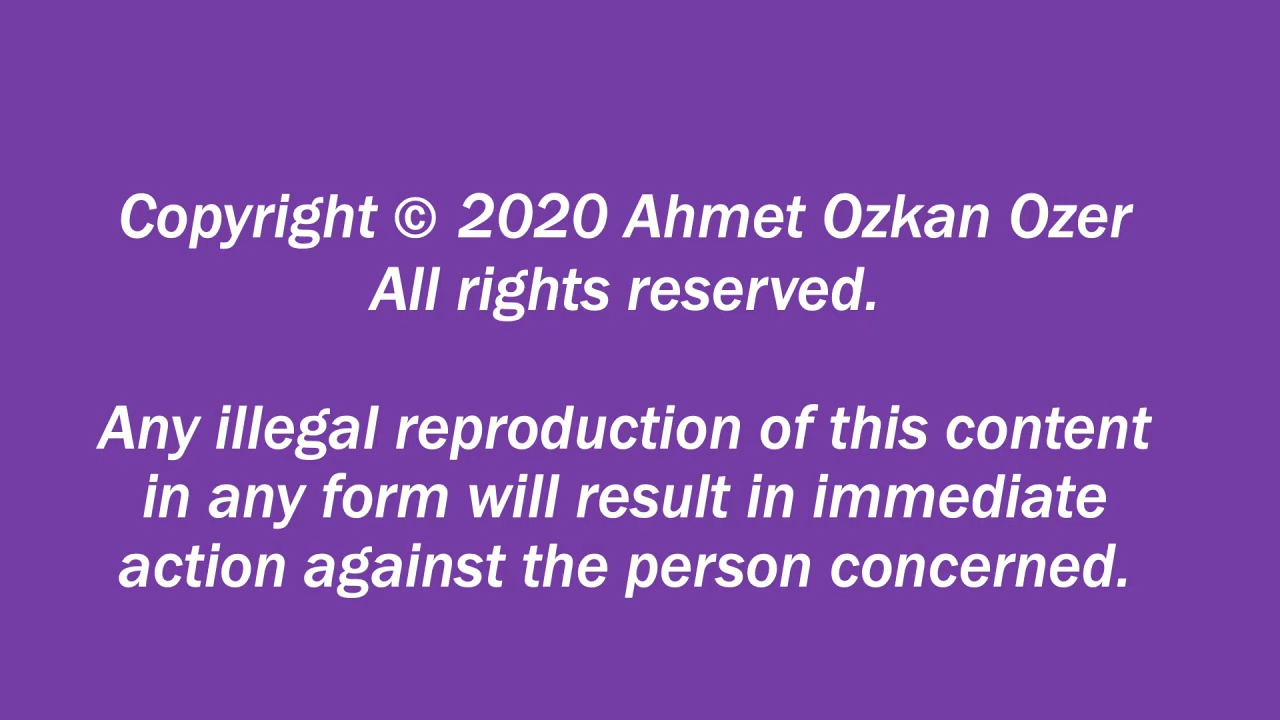 Copyright © 2020 Ahmet Ozkan Ozer
All rights reserved.
Any illegal reproduction of this content
in any form will result in immediate
action against the person concerned.